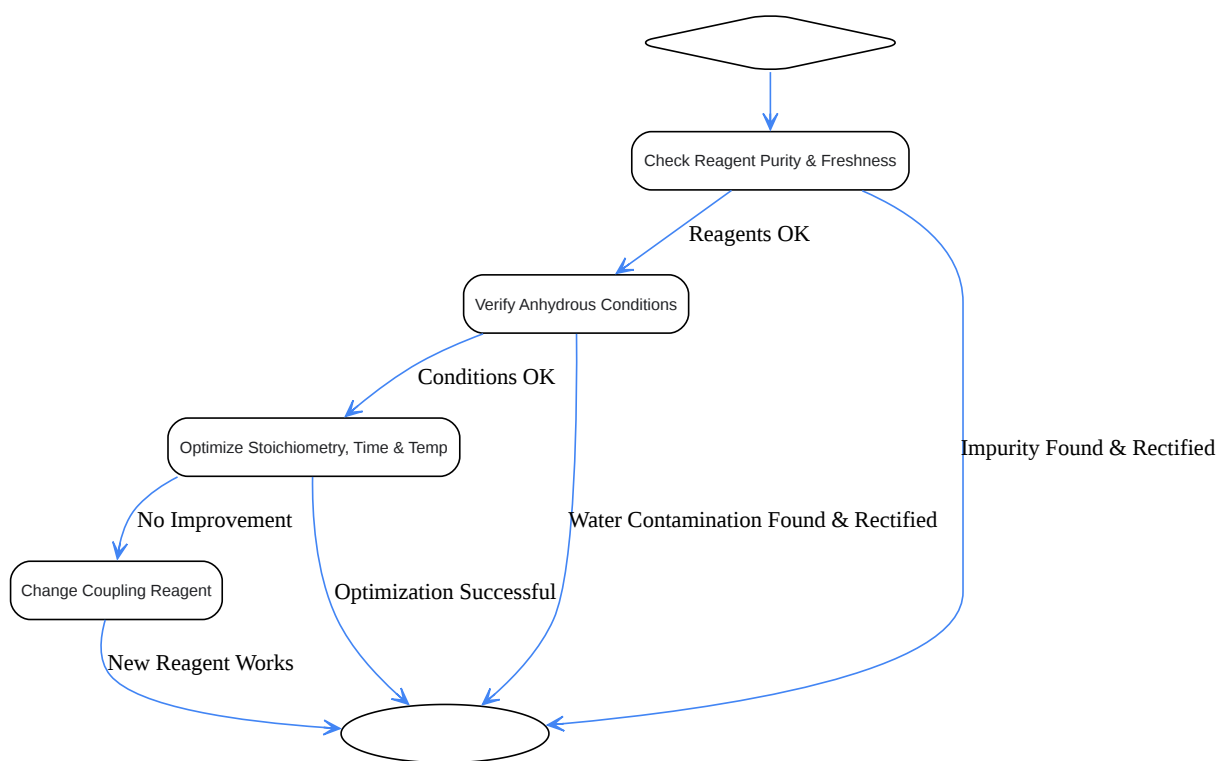 Check Reagent Purity & Freshness
Reagents OK
Verify Anhydrous Conditions
Conditions OK
Optimize Stoichiometry, Time & Temp
Impurity Found & Rectified
No Improvement
Water Contamination Found & Rectified
Change Coupling Reagent
Optimization Successful
New Reagent Works